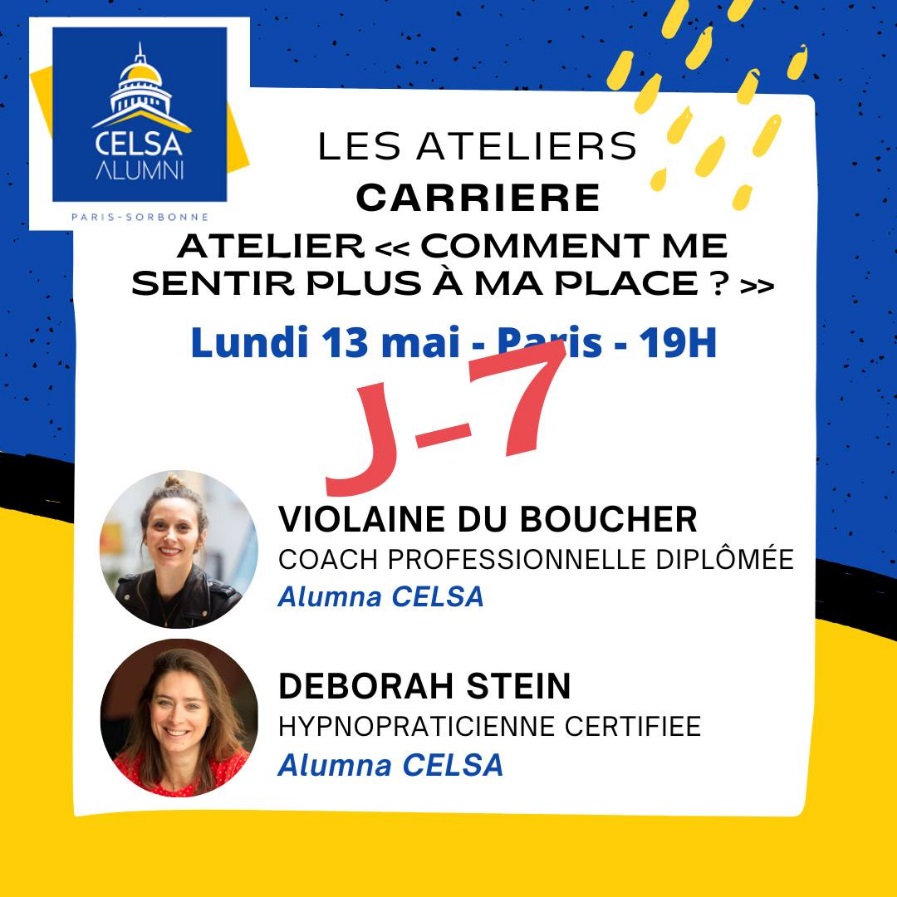 CELSA
ALUMNI
PARIS-SORBONNE
LES ATELIERS
CARRIERE
ATELIER << COMMENT ME
SENTIR PLUS À MA PLACE ? >>
Lundi 13 mai - Paris - 19H
J-7
VIOLAINE DU BOUCHER
COACH PROFESSIONNELLE DIPLÔMÉE
Alumna CELSA
DEBORAH STEIN
HYPNOPRATICIENNE CERTIFIEE
Alumna CELSA